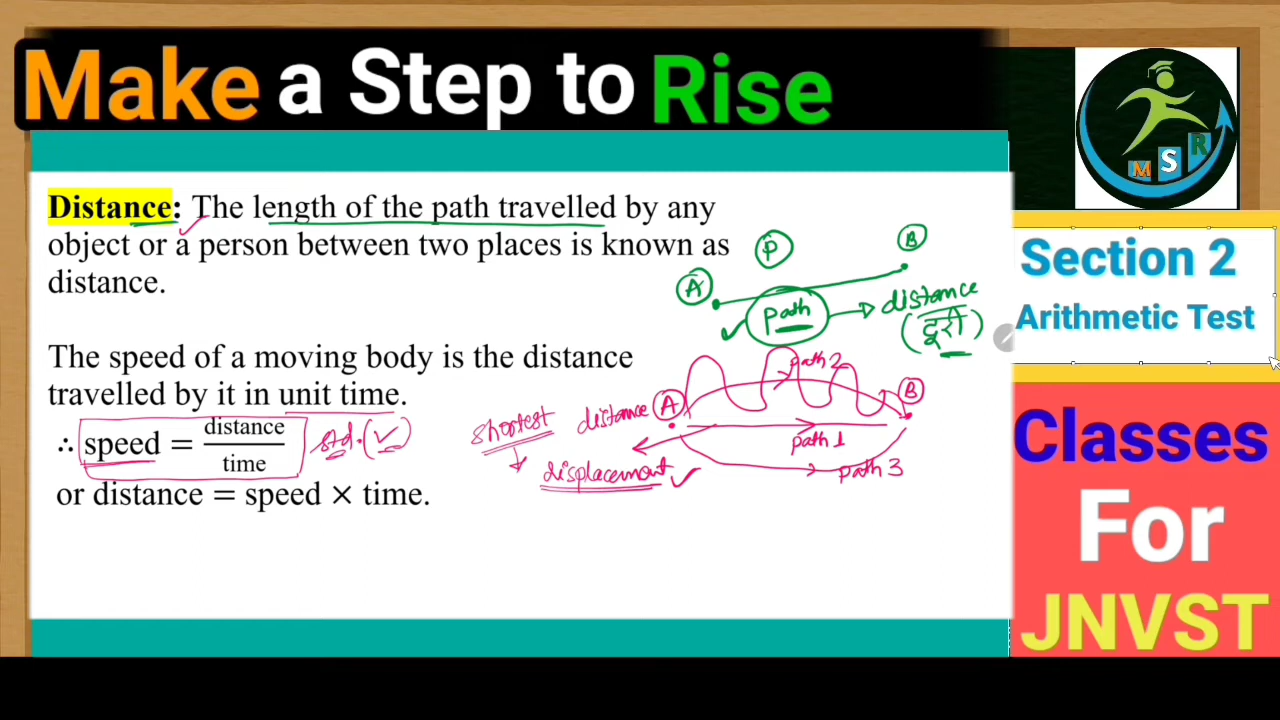 Make a Step to Rise
MSR
Distance: The length of the path travelled by any
object or a person between two places is known as
distance.
P
A
B
path
distance
(दूरी)
The speed of a moving body is the distance
travelled by it in unit time.
∴ speed = distance/time
std. (✓)
or distance = speed × time.
shortest distance
displacement ✓
A
B
path 2
path 1
path 3
Section 2
Arithmetic Test
Classes
For
JNVST